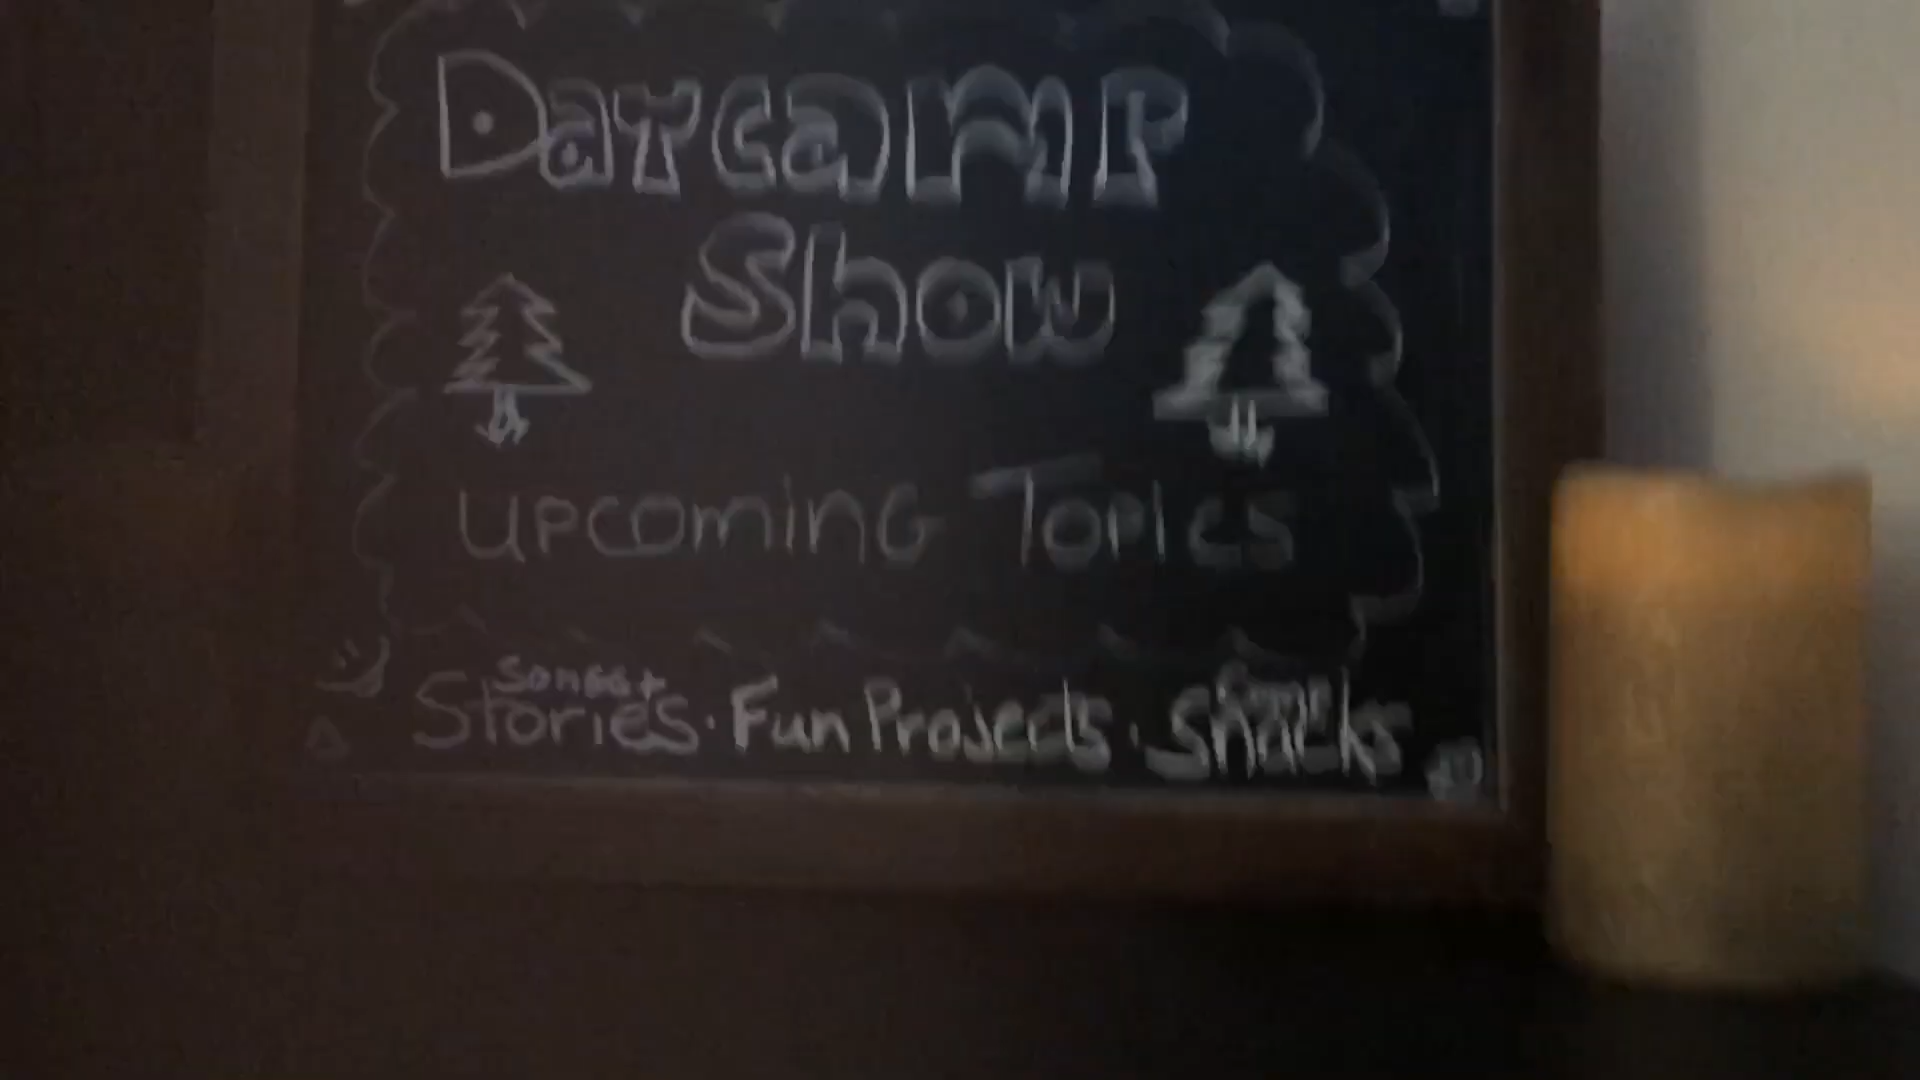 Daycamp
Show
Upcoming Topics
Songs+
Stories · Fun Projects · Snacks